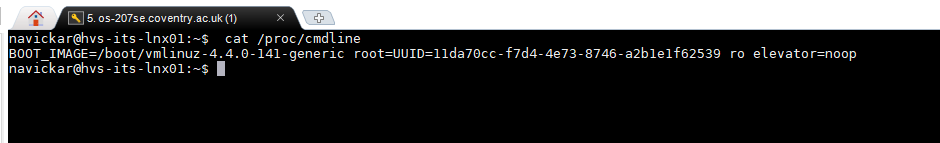 5. os-207se.coventry.ac.uk (1)
navickar@hvs-its-lnx01:~$  cat /proc/cmdline
BOOT_IMAGE=/boot/vmlinuz-4.4.0-141-generic root=UUID=11da70cc-f7d4-4e73-8746-a2b1e1f62539 ro elevator=noop
navickar@hvs-its-lnx01:~$